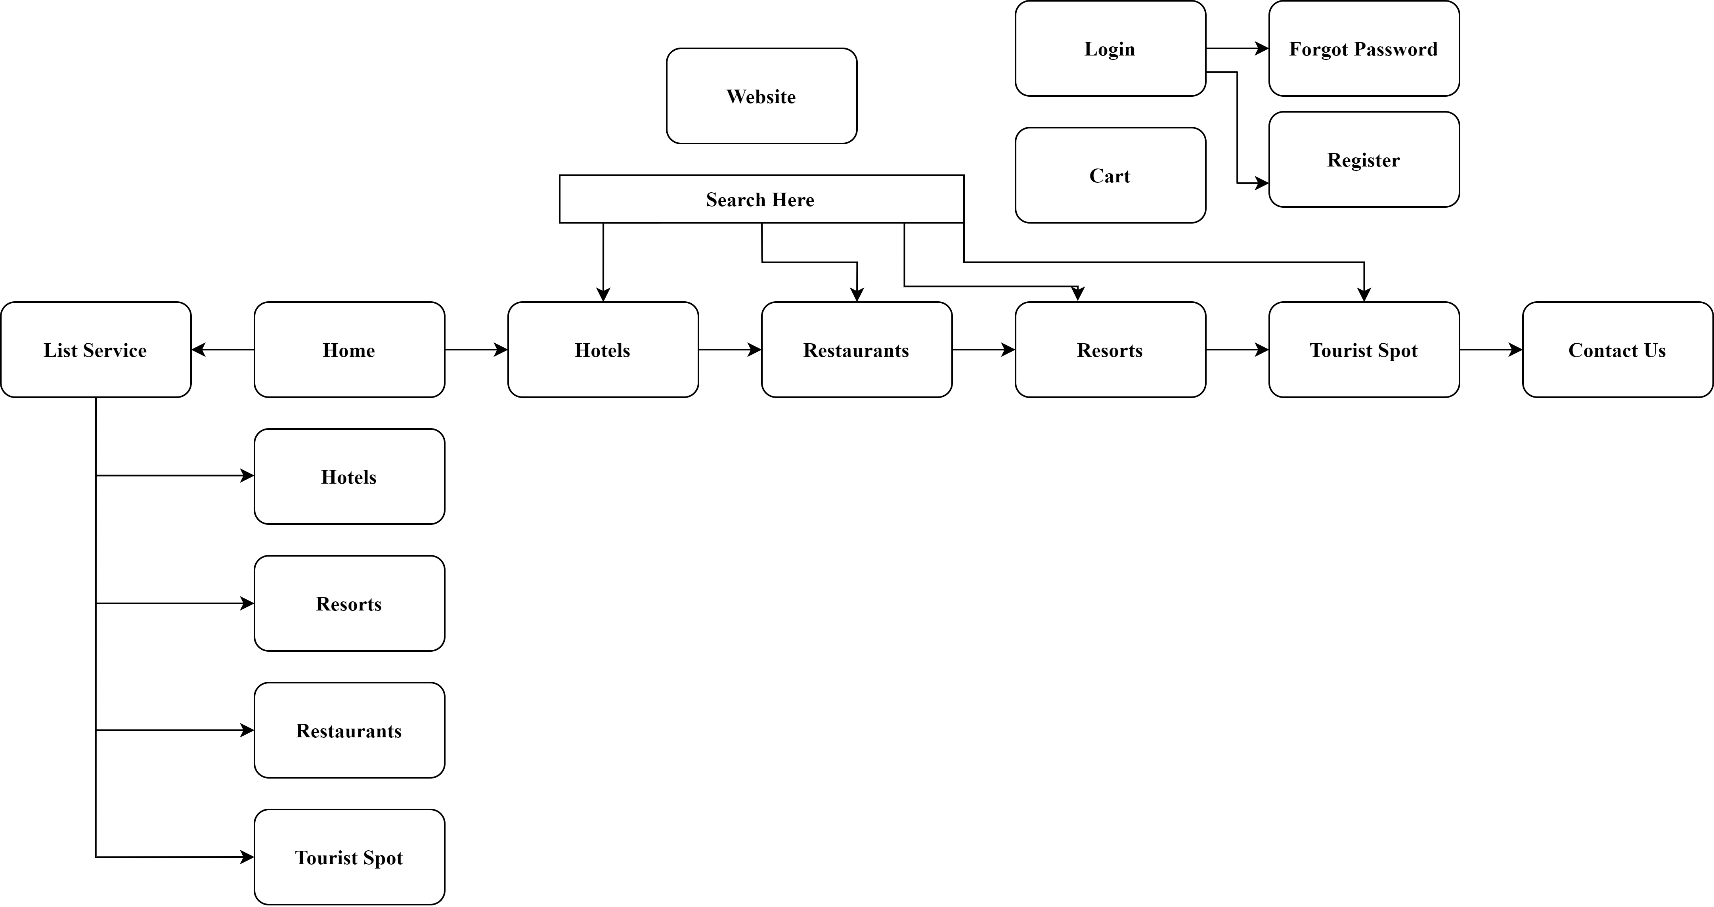 Login
Forgot Password
Website
Register
Cart
Search Here
List Service
Home
Hotels
Restaurants
Resorts
Tourist Spot
Contact Us
Hotels
Resorts
Restaurants
Tourist Spot